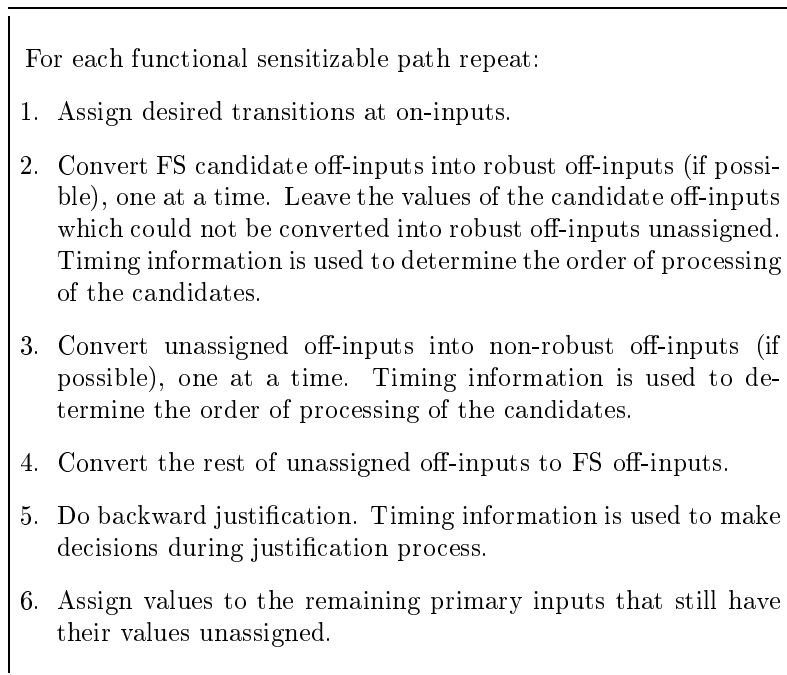 For each functional sensitizable path repeat:
1. Assign desired transitions at on-inputs.
2. Convert FS candidate off-inputs into robust off-inputs (if possi-
ble), one at a time. Leave the values of the candidate off-inputs
which could not be converted into robust off-inputs unassigned.
Timing information is used to determine the order of processing
of the candidates.
3. Convert unassigned off-inputs into non-robust off-inputs (if
possible), one at a time. Timing information is used to de-
termine the order of processing of the candidates.
4. Convert the rest of unassigned off-inputs to FS off-inputs.
5. Do backward justification. Timing information is used to make
decisions during justification process.
6. Assign values to the remaining primary inputs that still have
their values unassigned.